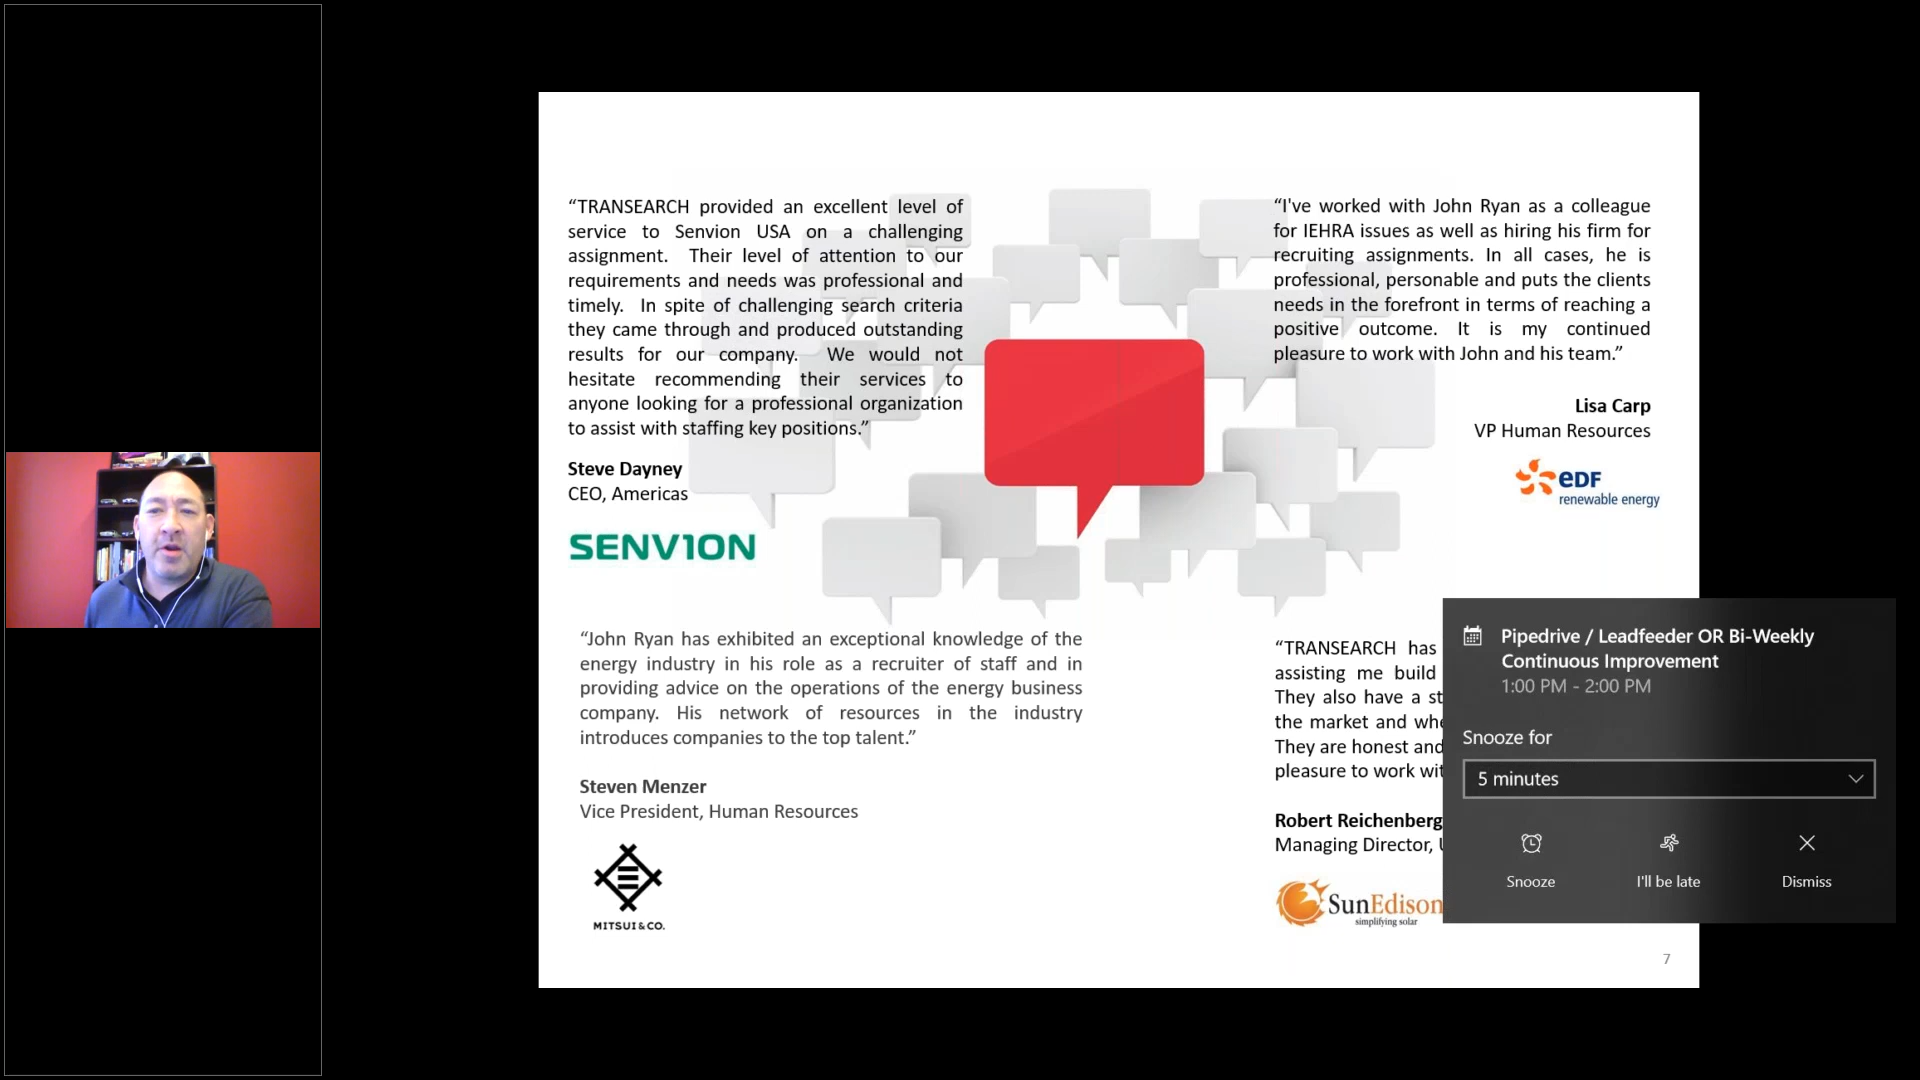 “TRANSEARCH provided an excellent level of
service to Senvion USA on a challenging
assignment. Their level of attention to our
requirements and needs was professional and
timely. In spite of challenging search criteria
they came through and produced outstanding
results for our company. We would not
hesitate recommending their services to
anyone looking for a professional organization
to assist with staffing key positions.”
Steve Dayney
CEO, Americas
SENVION
“I've worked with John Ryan as a colleague
for IEHRA issues as well as hiring his firm for
recruiting assignments. In all cases, he is
professional, personable and puts the clients
needs in the forefront in terms of reaching a
positive outcome. It is my continued
pleasure to work with John and his team.”
Lisa Carp
VP Human Resources
eDF
renewable energy
“John Ryan has exhibited an exceptional knowledge of the
energy industry in his role as a recruiter of staff and in
providing advice on the operations of the energy business
company. His network of resources in the industry
introduces companies to the top talent.”
Steven Menzer
Vice President, Human Resources
MITSUI & CO.
“TRANSEARCH has
assisting me build
They also have a
the market and
They are honest and
pleasure to work
Robert Reichenberg
Managing Director,
SunEdison
simplifying solar
Pipedrive / Leadfeeder OR Bi-Weekly
Continuous Improvement
1:00 PM - 2:00 PM
Snooze for
5 minutes
Snooze
I'll be late
Dismiss
7